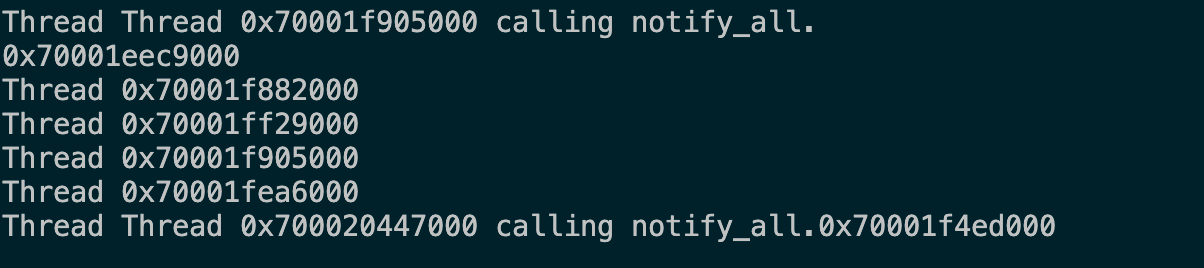 Thread Thread 0x70001f905000 calling notify_all.
0x70001eec9000
Thread 0x70001f882000
Thread 0x70001ff29000
Thread 0x70001f905000
Thread 0x70001fea6000
Thread Thread 0x700020447000 calling notify_all.0x70001f4ed000